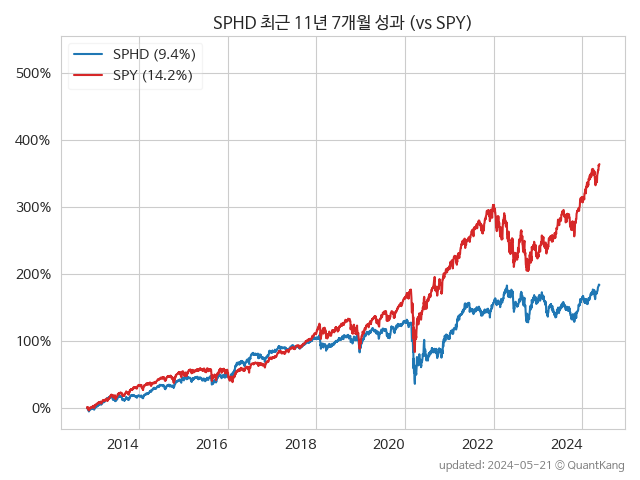 SPHD 최근 11년 7개월 성과 (vs SPY)
SPHD (9.4%)
SPY (14.2%)
500%
400%
300%
200%
100%
0%
2014 2016 2018 2020 2022 2024
updated: 2024-05-21 © QuantKang